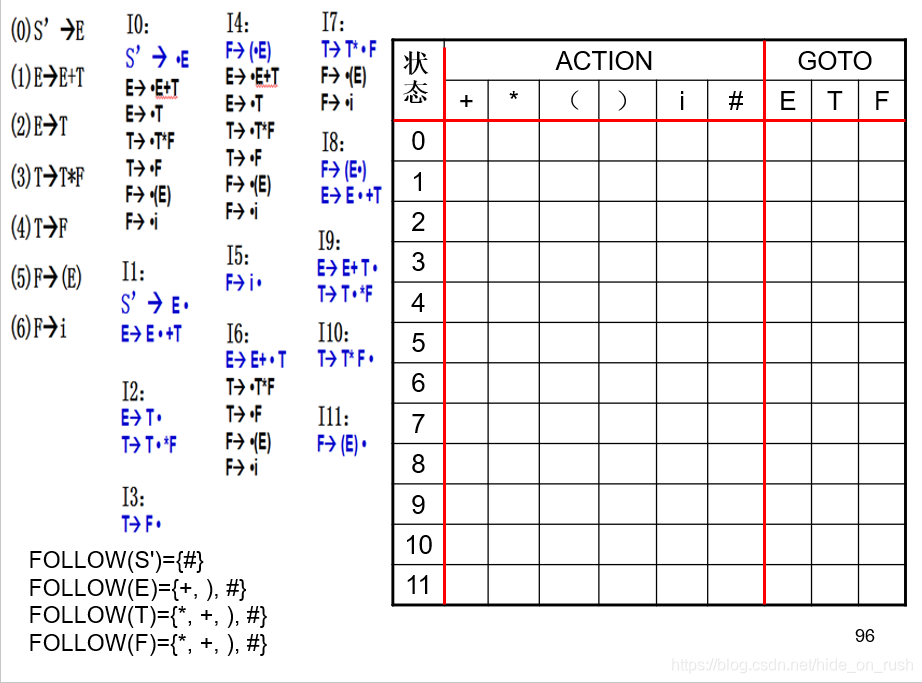 (0) S' →E
(1) E→E+T
(2) E→T
(3) T→T*F
(4) T→F
(5) F→(E)
(6) F→i
I0:
S' → •E
E→ •E+T
E→ •T
T→ •T*F
T→ •F
F→ •(E)
F→ •i
I1:
S' → E•
E→ E•+T
I2:
E→ T•
T→ T•*F
I3:
T→ F•
I4:
F→ (•E)
E→ •E+T
E→ •T
T→ •T*F
T→ •F
F→ •(E)
F→ •i
I5:
F→ i•
I6:
E→ E+•T
T→ •T*F
T→ •F
F→ •(E)
F→ •i
I7:
T→ T*•F
F→ •(E)
F→ •i
I8:
F→ (E•)
E→ E•+T
I9:
E→ E+T•
T→ T•*F
I10:
T→ T*F•
I11:
F→ (E)•
FOLLOW(S')={#}
FOLLOW(E)={+, ), #}
FOLLOW(T)={*, +, ), #}
FOLLOW(F)={*, +, ), #}
状态 ACTION GOTO
+ * （ ） i # E T F
0
1
2
3
4
5
6
7
8
9
10
11
96
https://blog.csdn.net/hide_on_rush